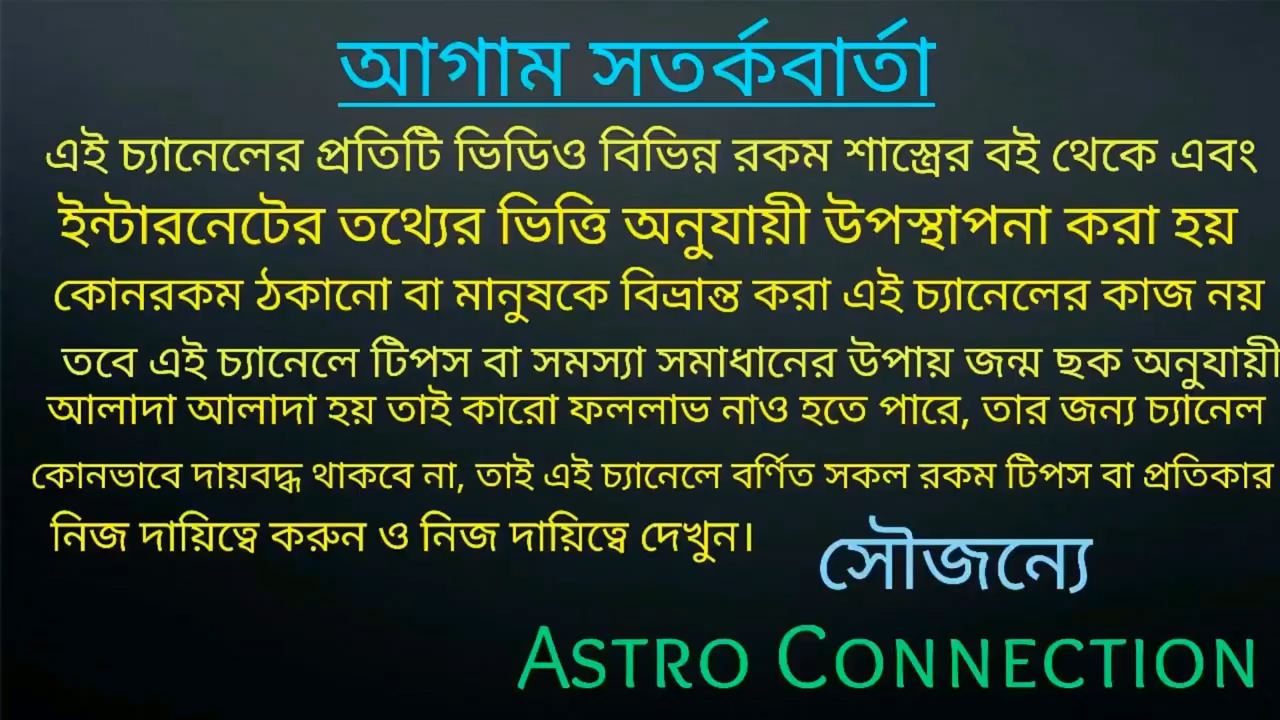 আগাম সতর্কবার্তা
এই চ্যানেলের প্রতিটি ভিডিও বিভিন্ন রকম শাস্ত্রের বই থেকে এবং
ইন্টারনেটের তথ্যের ভিত্তি অনুযায়ী উপস্থাপনা করা হয়
কোনরকম ঠকানো বা মানুষকে বিভ্রান্ত করা এই চ্যানেলের কাজ নয়
তবে এই চ্যানেলে টিপস বা সমস্যা সমাধানের উপায় জন্ম ছক অনুযায়ী
আলাদা আলাদা হয় তাই কারো ফললাভ নাও হতে পারে, তার জন্য চ্যানেল
কোনভাবে দায়বদ্ধ থাকবে না, তাই এই চ্যানেলে বর্ণিত সকল রকম টিপস বা প্রতিকার
নিজ দায়িত্বে করুন ও নিজ দায়িত্বে দেখুন।
সৌজন্যে
ASTRO CONNECTION